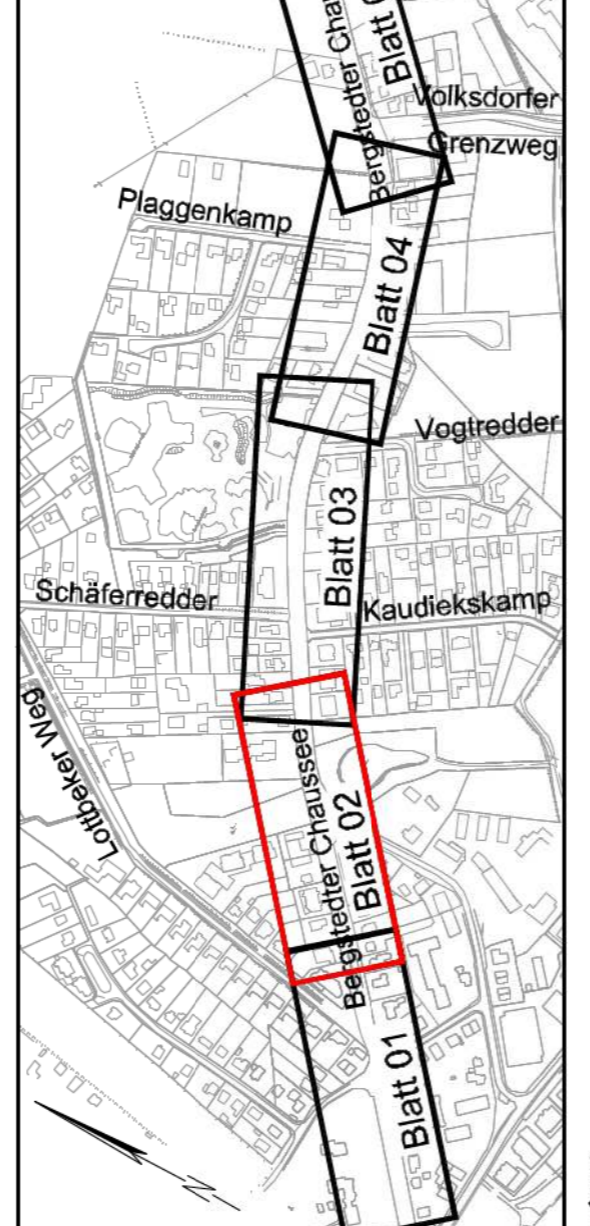 Bergstedter Cha
Blatt 0
Volksdorfer
Grenzweg
Plaggenkamp
Blatt 04
Vogtredder
Blatt 03
Schäferredder
Kaudiekskamp
Lottbeker Weg
Bergstedter Chaussee
Blatt 02
Blatt 01
N